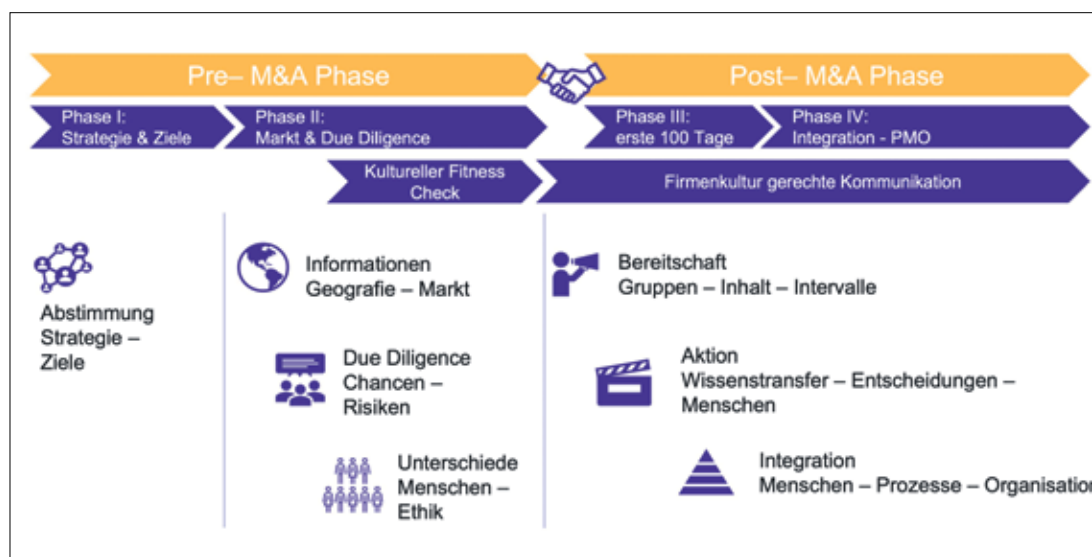 Pre– M&A Phase
Post– M&A Phase
Phase I:
Strategie & Ziele
Phase II:
Markt & Due Diligence
Phase III:
erste 100 Tage
Phase IV:
Integration - PMO
Kultureller Fitness
Check
Firmenkultur gerechte Kommunikation
Abstimmung
Strategie –
Ziele
Informationen
Geografie – Markt
Due Diligence
Chancen –
Risiken
Unterschiede
Menschen –
Ethik
Bereitschaft
Gruppen – Inhalt – Intervalle
Aktion
Wissenstransfer – Entscheidungen –
Menschen
Integration
Menschen – Prozesse – Organisation